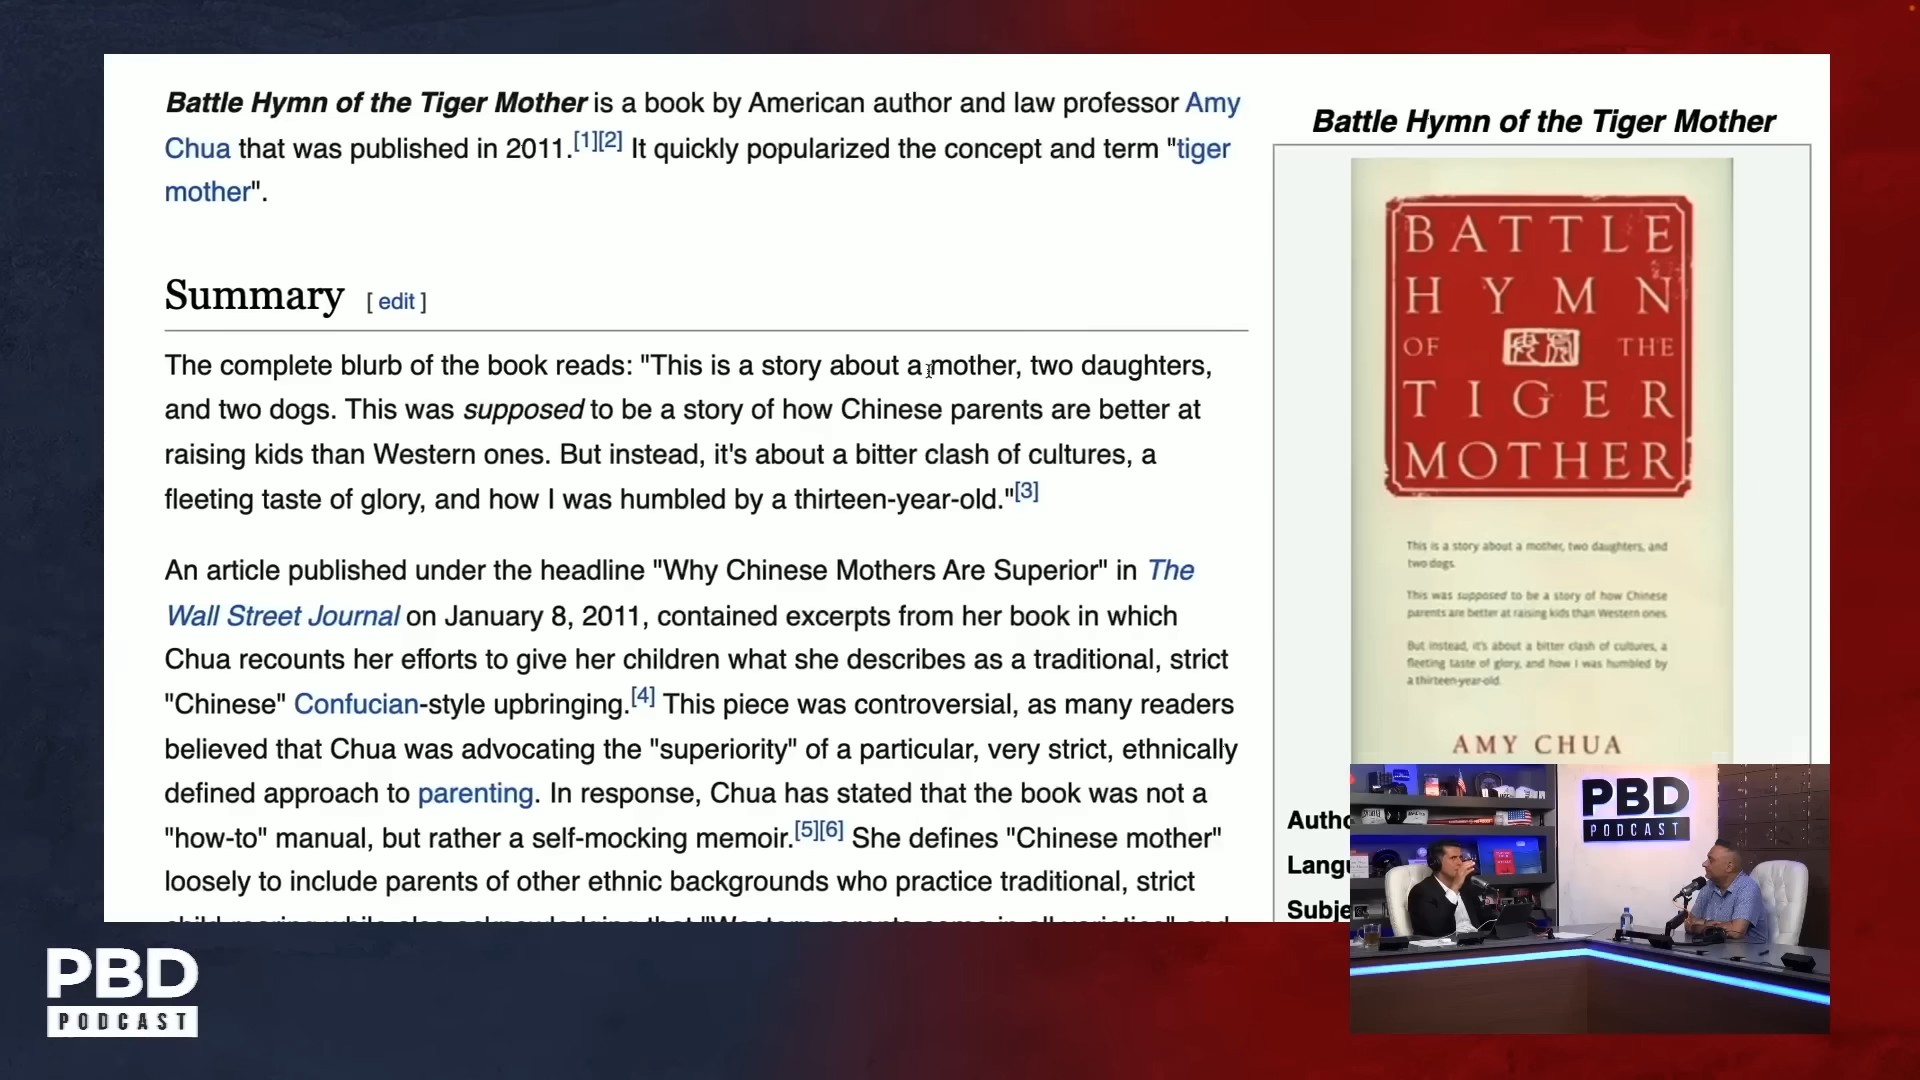 Battle Hymn of the Tiger Mother is a book by American author and law professor Amy
Chua that was published in 2011.[1][2] It quickly popularized the concept and term "tiger
mother".
Summary [ edit ]
The complete blurb of the book reads: "This is a story about a mother, two daughters,
and two dogs. This was supposed to be a story of how Chinese parents are better at
raising kids than Western ones. But instead, it's about a bitter clash of cultures, a
fleeting taste of glory, and how I was humbled by a thirteen-year-old."[3]
An article published under the headline "Why Chinese Mothers Are Superior" in The
Wall Street Journal on January 8, 2011, contained excerpts from her book in which
Chua recounts her efforts to give her children what she describes as a traditional, strict
"Chinese" Confucian-style upbringing.[4] This piece was controversial, as many readers
believed that Chua was advocating the "superiority" of a particular, very strict, ethnically
defined approach to parenting. In response, Chua has stated that the book was not a
"how-to" manual, but rather a self-mocking memoir.[5][6] She defines "Chinese mother"
loosely to include parents of other ethnic backgrounds who practice traditional, strict
Battle Hymn of the Tiger Mother
BATTLE
HYMN
OF THE
TIGER
MOTHER
This is a story about a mother, two daughters, and
two dogs.
This was supposed to be a story of how Chinese
parents are better at raising kids than Western ones.
But instead, it's about a bitter clash of cultures, a
fleeting taste of glory, and how I was humbled by
a thirteen-year-old.
AMY CHUA
Autho
Langu
Subje
PBD
PODCAST
PBD
PODCAST